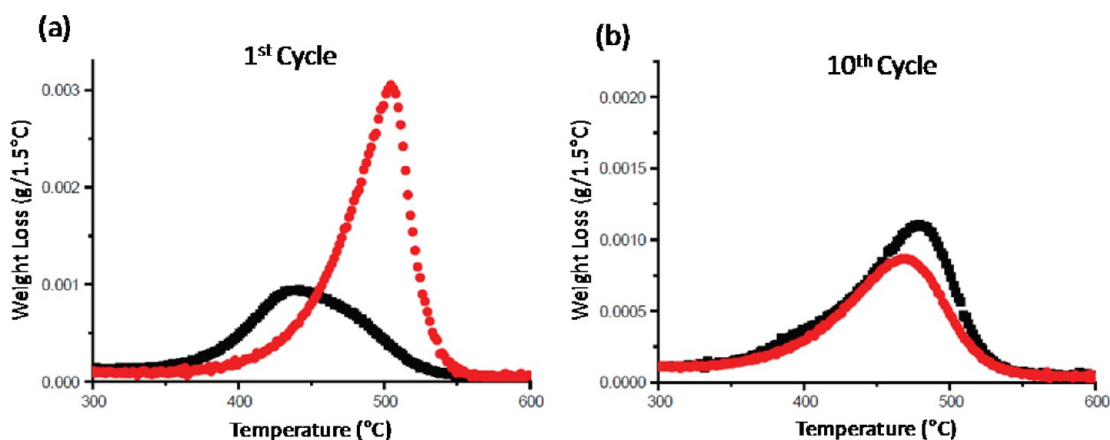 (a)
1st Cycle
0.003
0.002
0.001
0.000
300
400
500
600
Weight Loss (g/1.5°C)
Temperature (°C)
(b)
10th Cycle
0.0020
0.0015
0.0010
0.0005
0.0000
300
400
500
600
Weight Loss (g/1.5°C)
Temperature (°C)